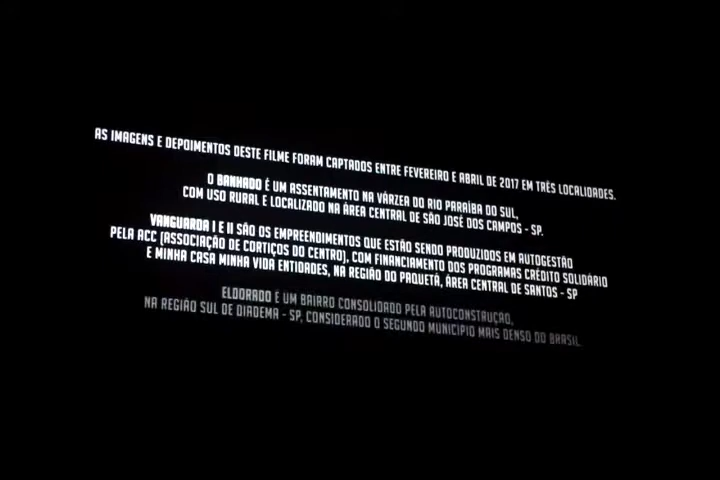 AS IMAGENS E DEPOIMENTOS DESTE FILME FORAM CAPTADOS ENTRE FEVEREIRO E ABRIL DE 2017 EM TRÊS LOCALIDADES.
O BANHADO É UM ASSENTAMENTO NA VÁRZEA DO RIO PARAÍBA DO SUL,
COM USO RURAL E LOCALIZADO NA ÁREA CENTRAL DE SÃO JOSÉ DOS CAMPOS - SP.
VANGUARDA I E II SÃO OS EMPREENDIMENTOS QUE ESTÃO SENDO PRODUZIDOS EM AUTOGESTÃO
PELA ACC (ASSOCIAÇÃO DE CORTIÇOS DO CENTRO), COM FINANCIAMENTO DOS PROGRAMAS CRÉDITO SOLIDÁRIO
E MINHA CASA MINHA VIDA ENTIDADES, NA REGIÃO DO PAQUETÁ, ÁREA CENTRAL DE SANTOS - SP
ELDORADO É UM BAIRRO CONSOLIDADO PELA AUTOCONSTRUÇÃO,
NA REGIÃO SUL DE DIADEMA - SP, CONSIDERADO O SEGUNDO MUNICÍPIO MAIS DENSO DO BRASIL.